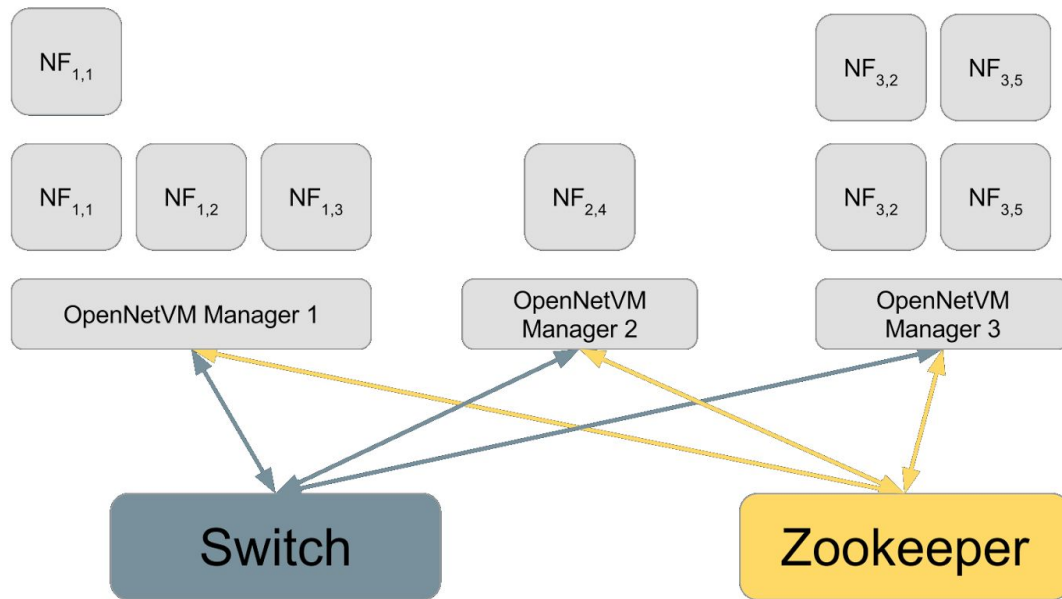 NF1,1
NF3,2
NF3,5
NF1,1
NF1,2
NF1,3
NF2,4
NF3,2
NF3,5
OpenNetVM Manager 1
OpenNetVM
Manager 2
OpenNetVM
Manager 3
Switch
Zookeeper